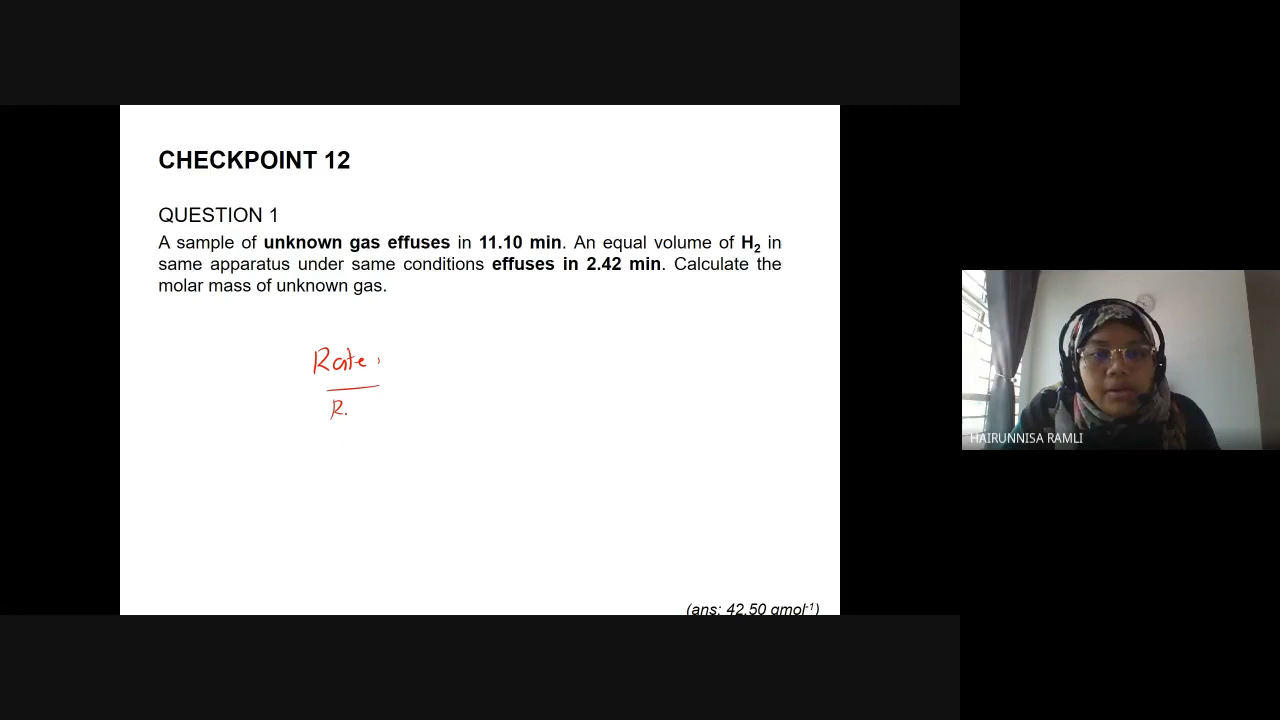 CHECKPOINT 12
QUESTION 1
A sample of unknown gas effuses in 11.10 min. An equal volume of H₂ in
same apparatus under same conditions effuses in 2.42 min. Calculate the
molar mass of unknown gas.
Rate
R
(ans: 42.50 gmol⁻¹)
HAIRUNNISA RAMLI